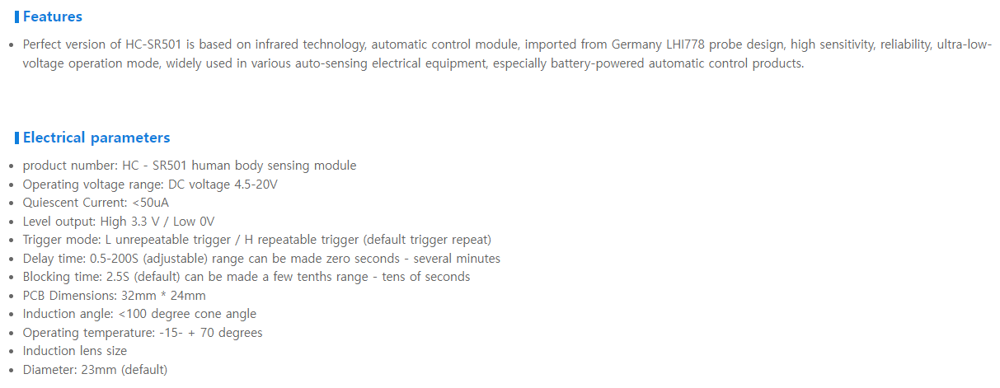 Features
Perfect version of HC-SR501 is based on infrared technology, automatic control module, imported from Germany LHI778 probe design, high sensitivity, reliability, ultra-low-
voltage operation mode, widely used in various auto-sensing electrical equipment, especially battery-powered automatic control products.
Electrical parameters
product number: HC - SR501 human body sensing module
Operating voltage range: DC voltage 4.5-20V
Quiescent Current: <50uA
Level output: High 3.3 V / Low 0V
Trigger mode: L unrepeatable trigger / H repeatable trigger (default trigger repeat)
Delay time: 0.5-200S (adjustable) range can be made zero seconds - several minutes
Blocking time: 2.5S (default) can be made a few tenths range - tens of seconds
PCB Dimensions: 32mm * 24mm
Induction angle: <100 degree cone angle
Operating temperature: -15- + 70 degrees
Induction lens size
Diameter: 23mm (default)